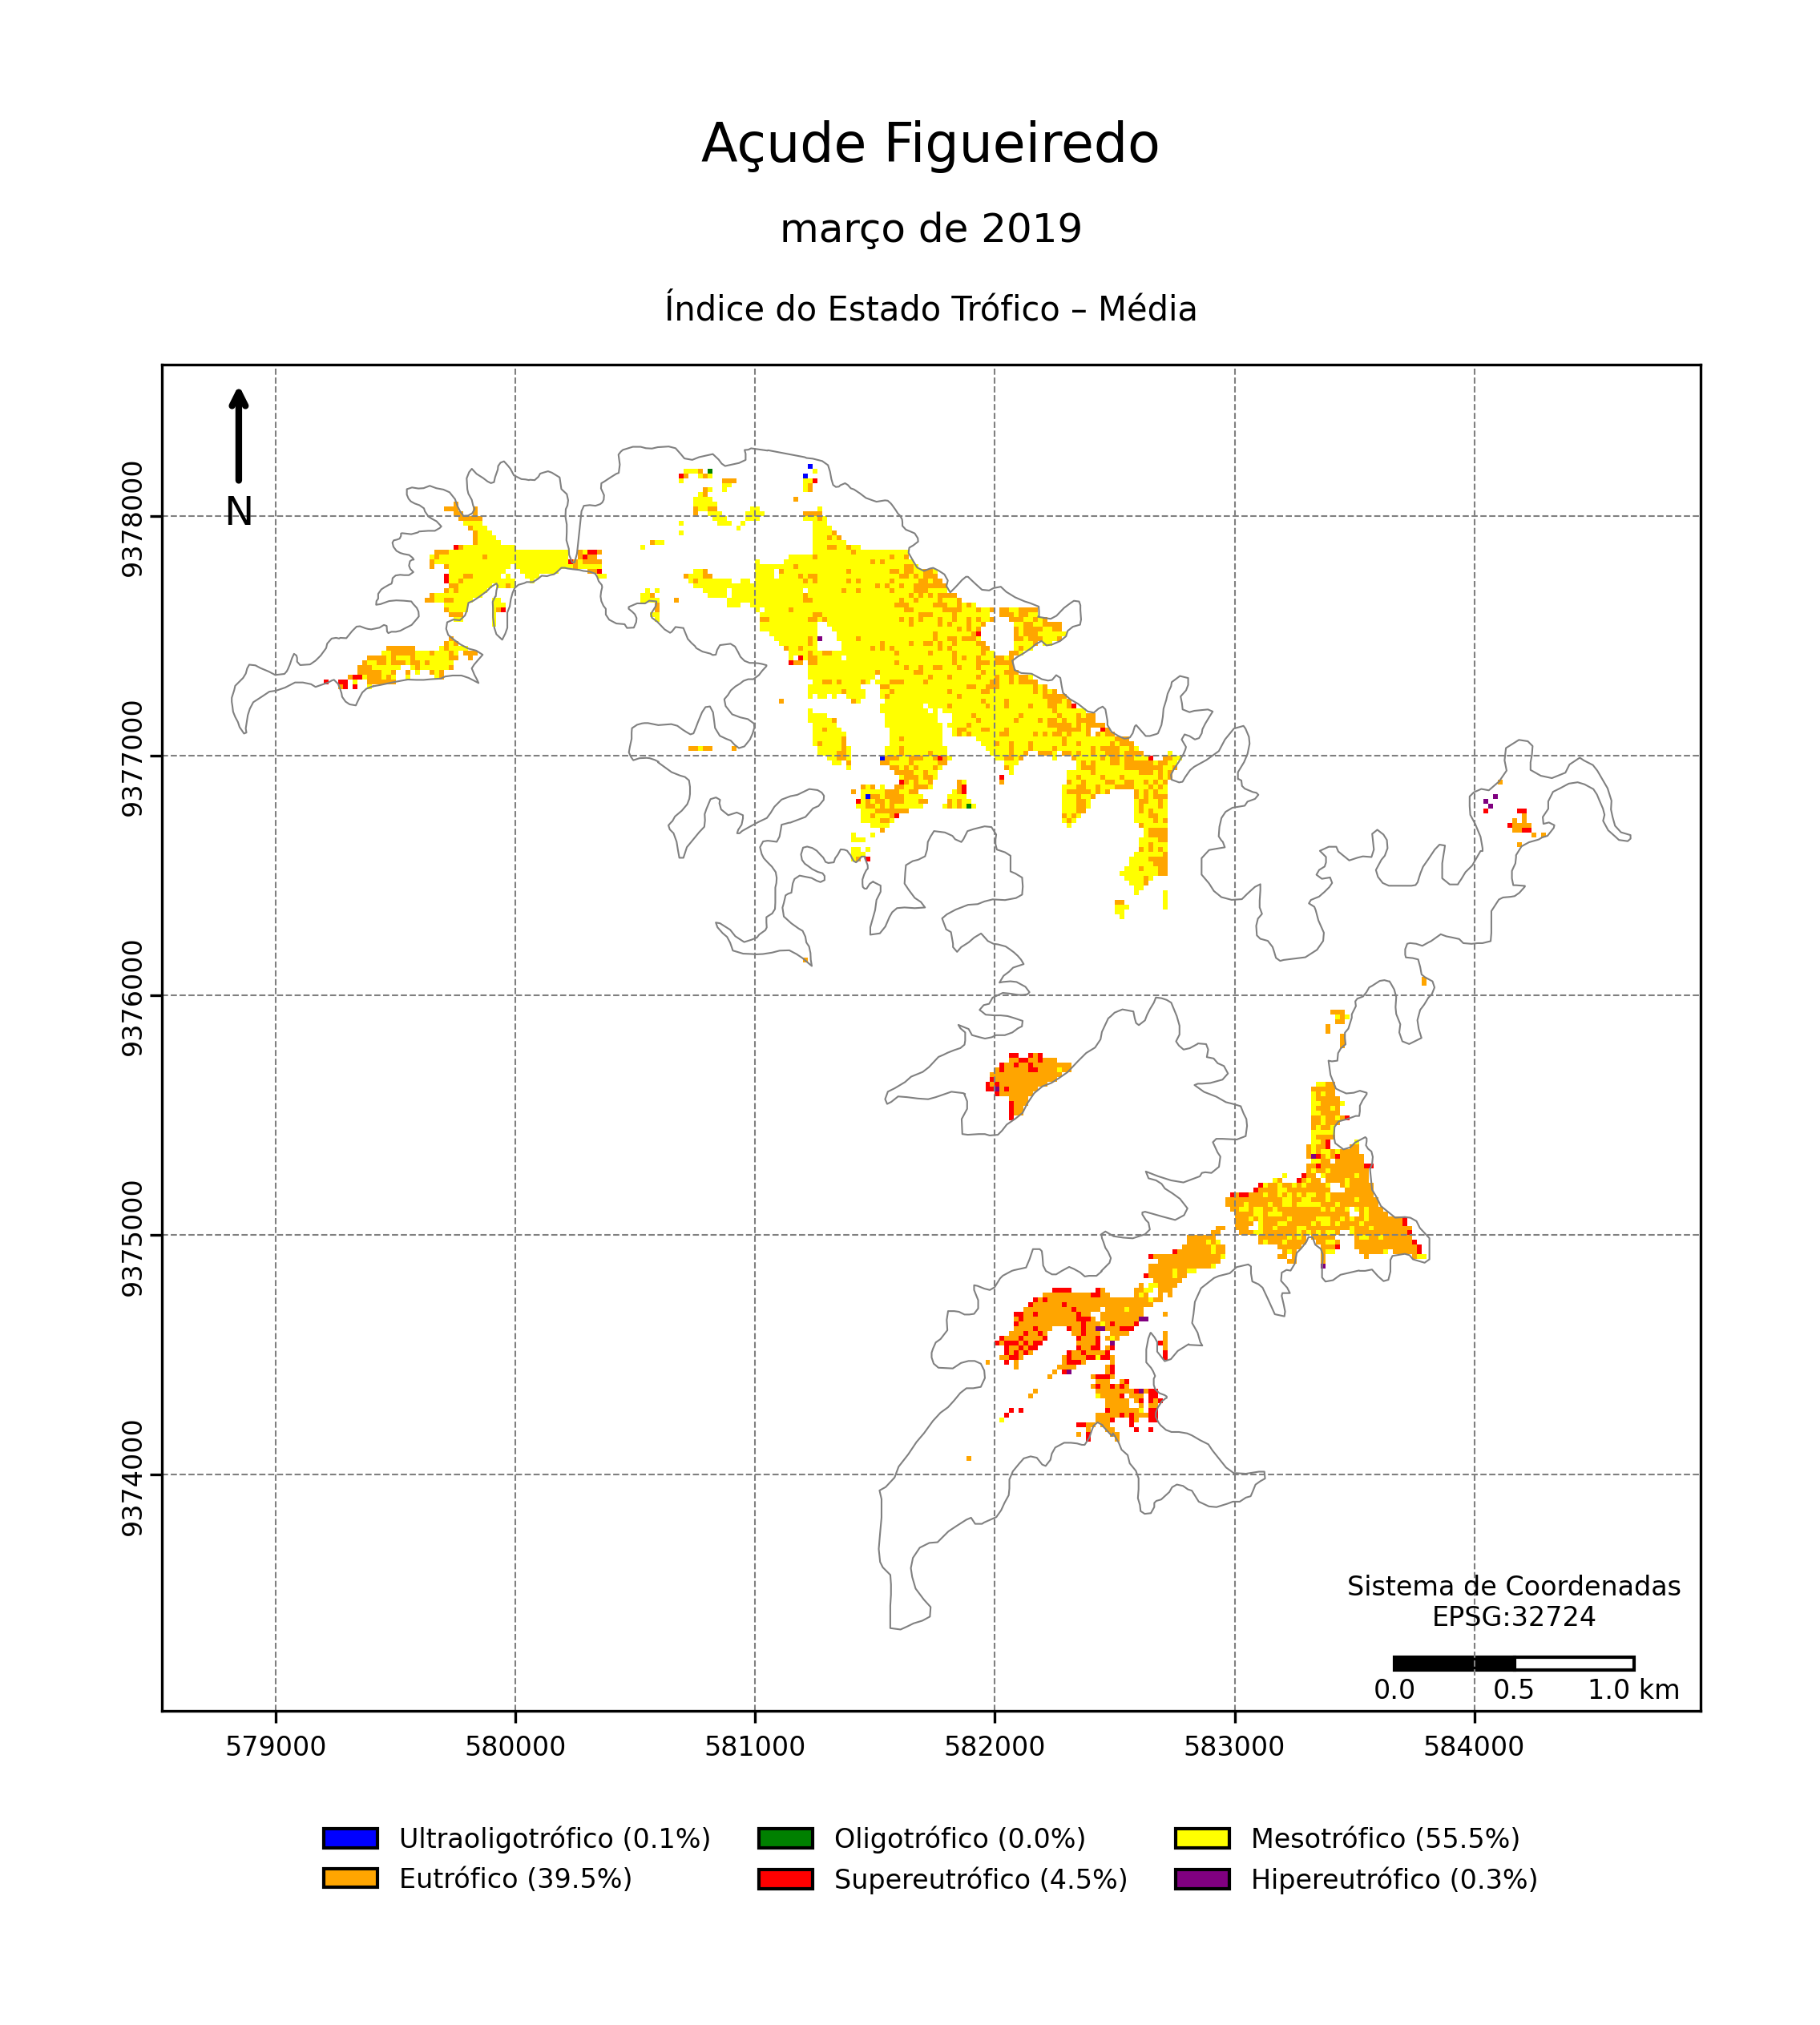 Açude Figueiredo
março de 2019
Índice do Estado Trófico – Média
N
9378000
9377000
9376000
9375000
9374000
Sistema de Coordenadas
EPSG:32724
0.0 0.5 1.0 km
579000 580000 581000 582000 583000 584000
Ultraoligotrófico (0.1%) Oligotrófico (0.0%) Mesotrófico (55.5%)
Eutrófico (39.5%) Supereutrófico (4.5%) Hipereutrófico (0.3%)